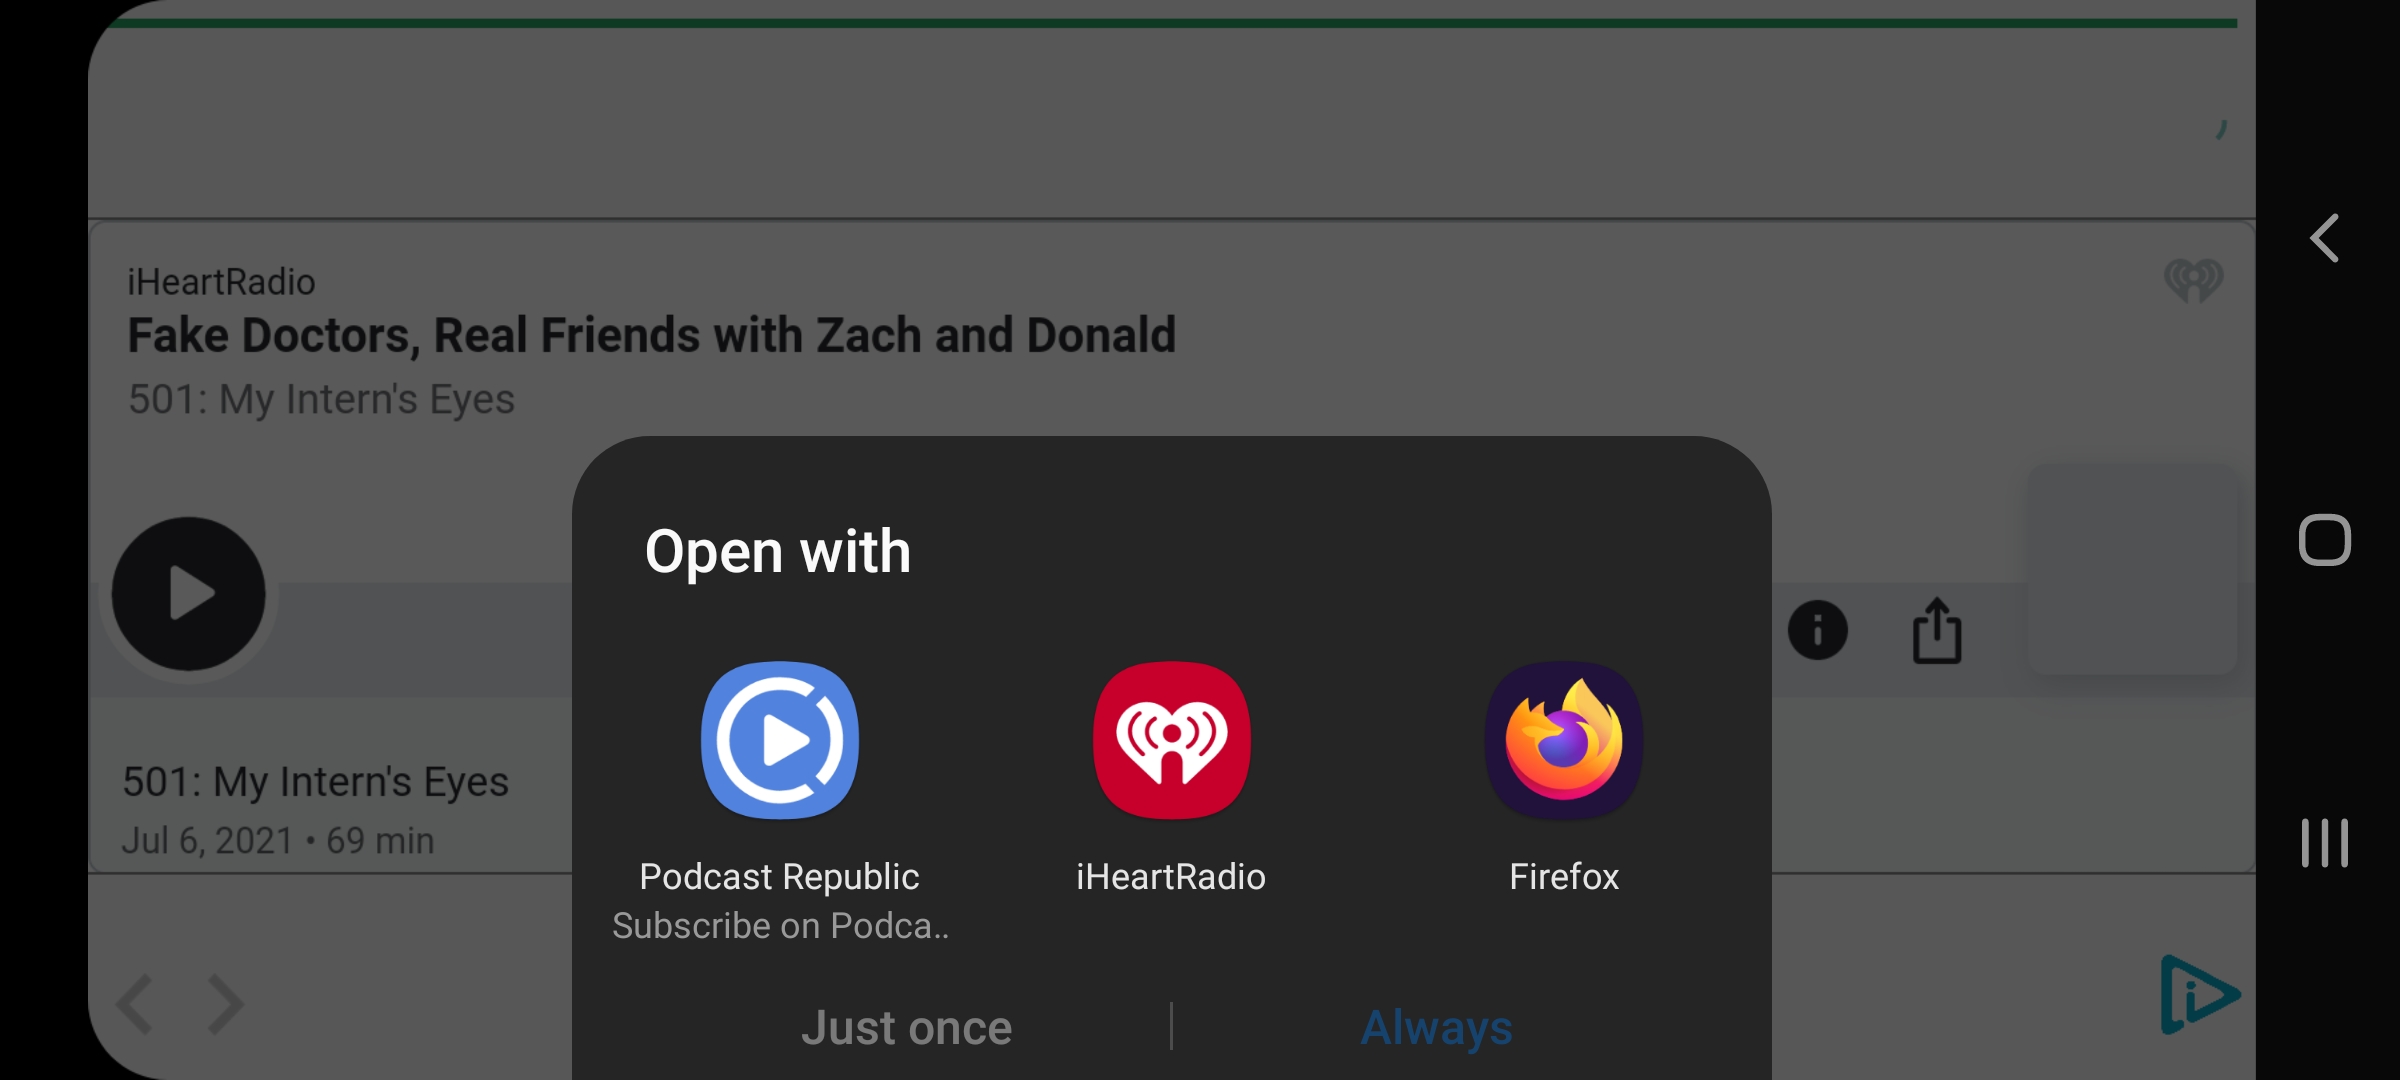 iHeartRadio
Fake Doctors, Real Friends with Zach and Donald
501: My Intern's Eyes
Open with
501: My Intern's Eyes
Jul 6, 2021 • 69 min
Podcast Republic
Subscribe on Podca..
iHeartRadio
Firefox
Just once
Always